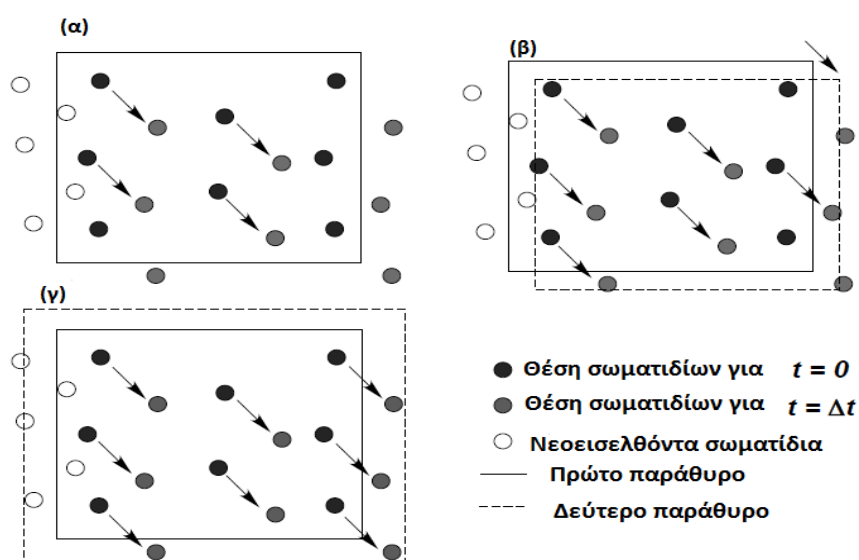 (α)
(β)
(γ)
Θέση σωματιδίων για t = 0
Θέση σωματιδίων για t = Δt
Νεοεισελθόντα σωματίδια
Πρώτο παράθυρο
Δεύτερο παράθυρο